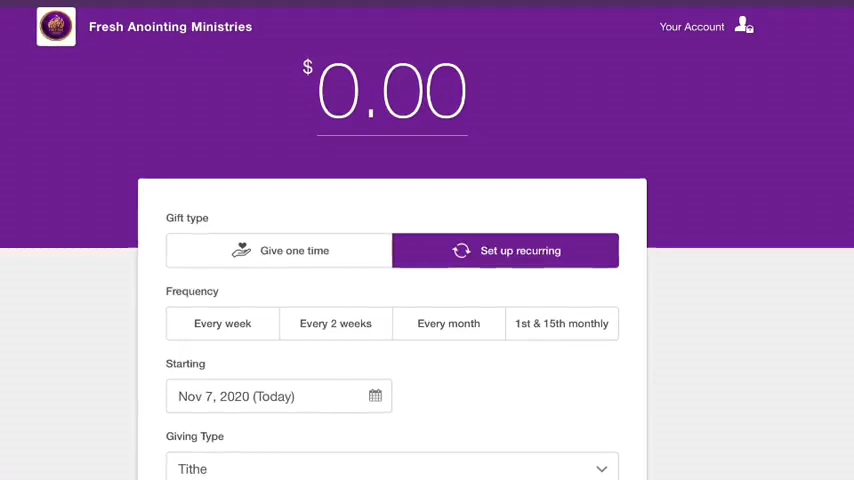 Fresh Anointing Ministries
Your Account
$ 0.00
Gift type
Give one time
Set up recurring
Frequency
Every week
Every 2 weeks
Every month
1st & 15th monthly
Starting
Nov 7, 2020 (Today)
Giving Type
Tithe